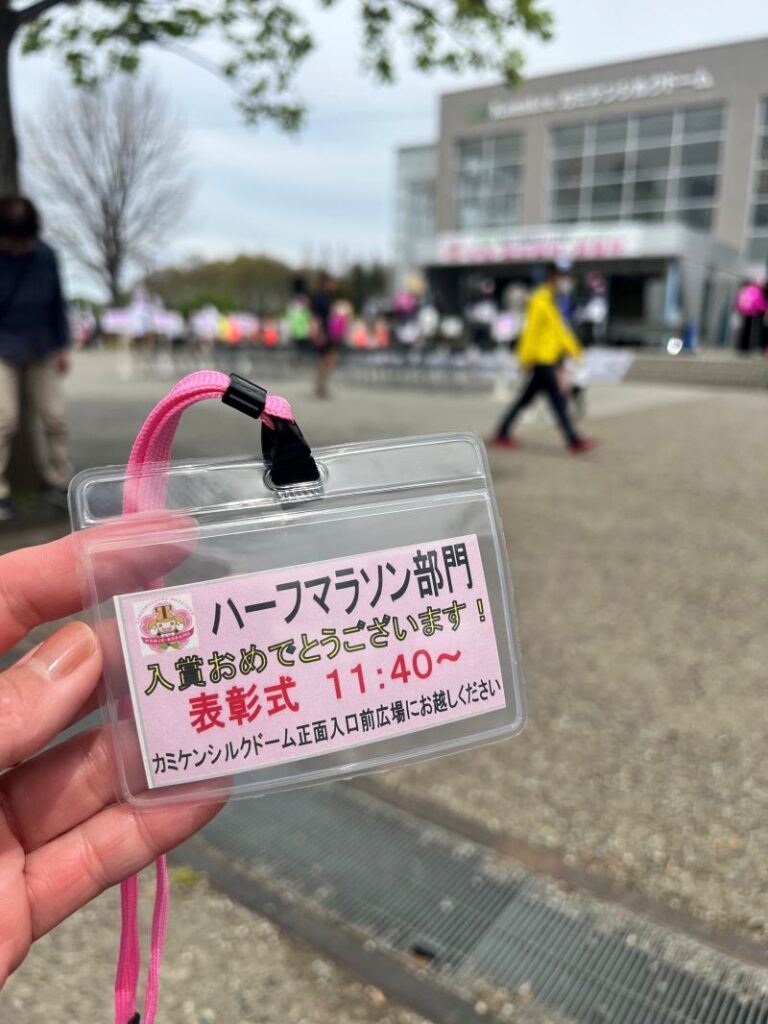 カミケンシルクドーム
ハーフマラソン部門
入賞おめでとうございます!
表彰式 11:40~
カミケンシルクドーム正面入口前広場にお越しください